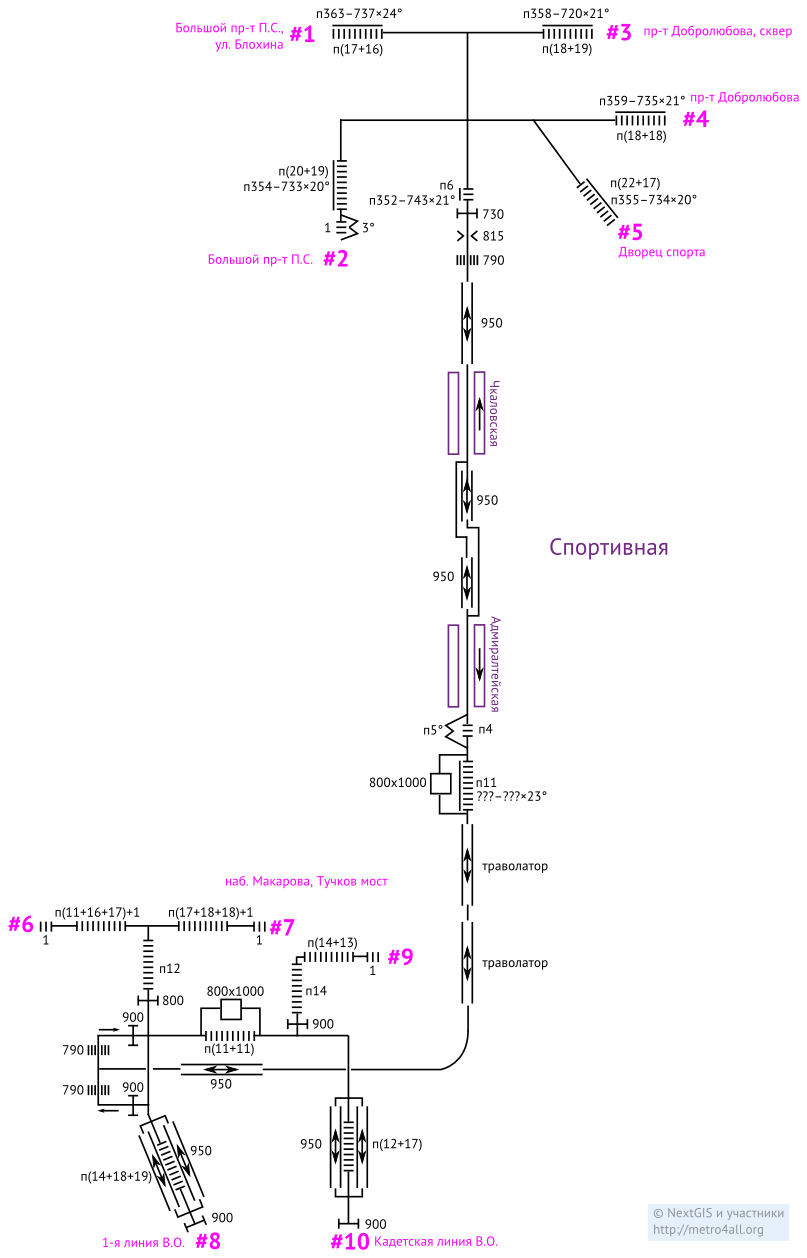 п363–737×24°
п358–720×21°
Большой пр-т П.С.,
ул. Блохина
#1
#3
пр-т Добролюбова, сквер
п(17+16)
п(18+19)
п359–735×21°
пр-т Добролюбова
#4
п(18+18)
п(20+19)
п354–733×20°
п6
п352–743×21°
п(22+17)
п355–734×20°
730
1
3°
815
#5
Дворец спорта
Большой пр-т П.С.
#2
790
950
Чкаловская
950
Спортивная
950
Адмиралтейская
п5°
п4
800x1000
п11
???–???×23°
траволатор
наб. Макарова, Тучков мост
#6
п(11+16+17)+1
п(17+18+18)+1
#7
1
1
п(14+13)
#9
1
траволатор
п12
800x1000
п14
800
900
900
790
п(11+11)
950
790
900
950
п(12+17)
950
п(14+18+19)
900
900
1-я линия В.О.
#8
#10
Кадетская линия В.О.
© NextGIS и участники
http://metro4all.org